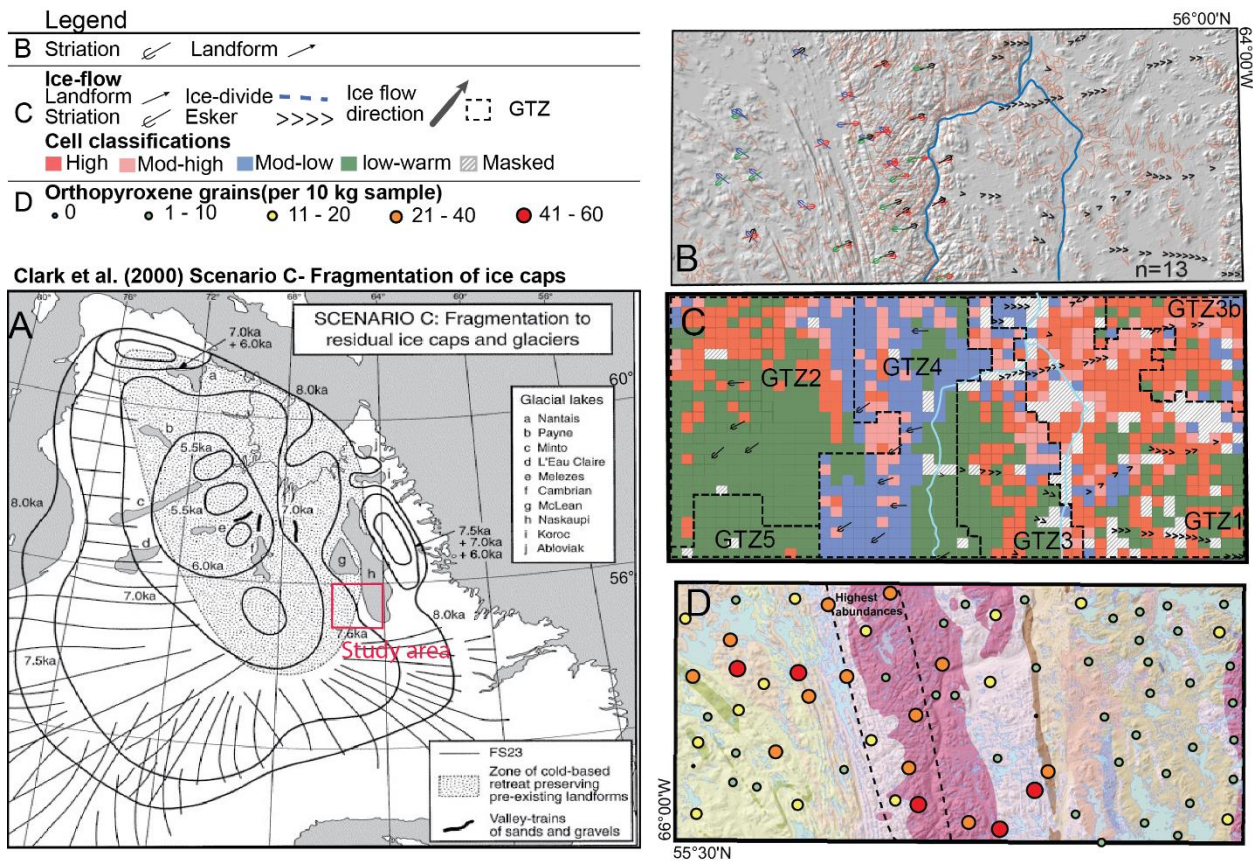 Legend
B Striation Landform
Ice-flow
Landform Ice-divide Ice flow direction GTZ
C Striation Esker
Cell classifications
High Mod-high Mod-low low-warm Masked
D Orthopyroxene grains(per 10 kg sample)
0 1 - 10 11 - 20 21 - 40 41 - 60
Clark et al. (2000) Scenario C- Fragmentation of ice caps
A
80° 76° 72° 68° 64° 60° 56°
7.0ka
+ 6.0ka
SCENARIO C: Fragmentation to
residual ice caps and glaciers
60°
56°
Glacial lakes
a Nantais
b Payne
c Minto
d L'Eau Claire
e Melezes
f Cambrian
g McLean
h Naskaupi
i Koroc
j Abloviak
a
8.0ka
b
5.5ka
j
i
8.0ka
c
7.0ka
5.5ka
e
f
g
h
d
6.0ka
7.5ka
+ 7.0ka
+ 6.0ka
7.0ka
8.0ka
7.6ka
7.5ka
Study area
FS23
Zone of cold-based
retreat preserving
pre-existing landforms
Valley-trains
of sands and gravels
56°00'N
64°00'W
B
n=13
C
GTZ2
GTZ4
GTZ3b
GTZ5
GTZ3
GTZ1
D
Highest
abundances
66°00'W
55°30'N